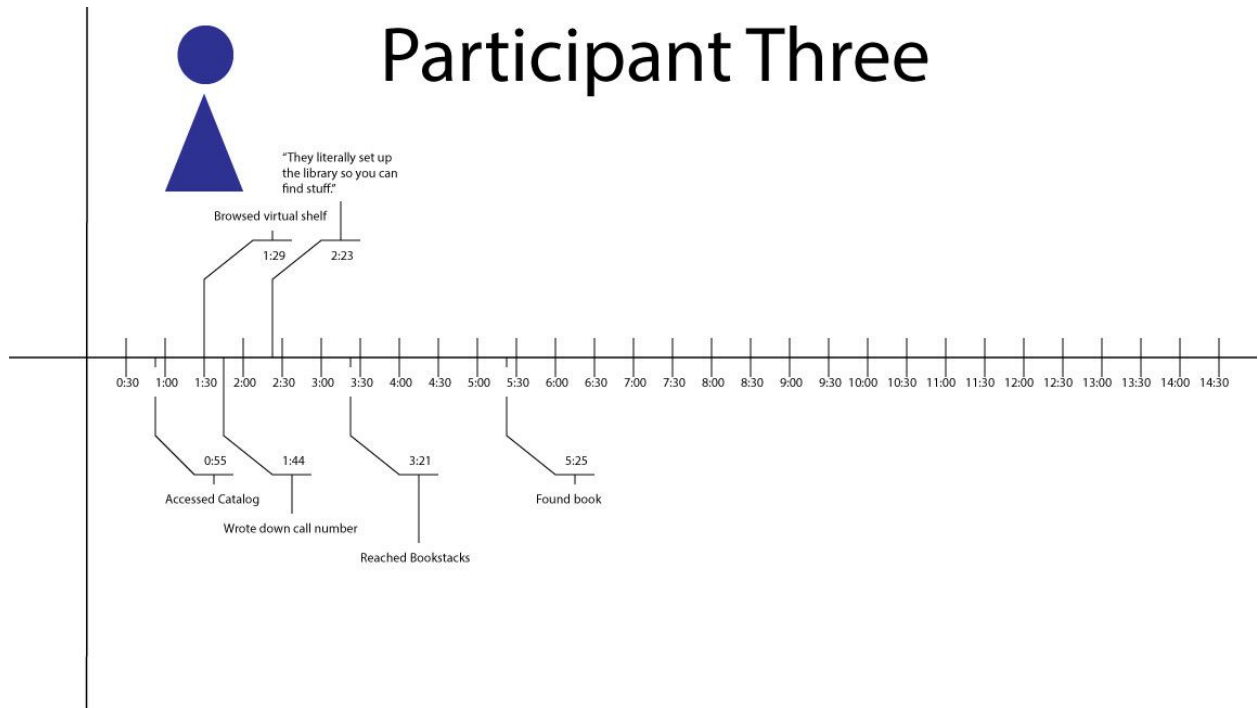 Participant Three
“They literally set up
the library so you can
find stuff.”
Browsed virtual shelf
1:29
2:23
0:30 1:00 1:30 2:00 2:30 3:00 3:30 4:00 4:30 5:00 5:30 6:00 6:30 7:00 7:30 8:00 8:30 9:00 9:30 10:00 10:30 11:00 11:30 12:00 12:30 13:00 13:30 14:00 14:30
0:55 1:44 3:21 5:25
Accessed Catalog
Found book
Wrote down call number
Reached Bookstacks